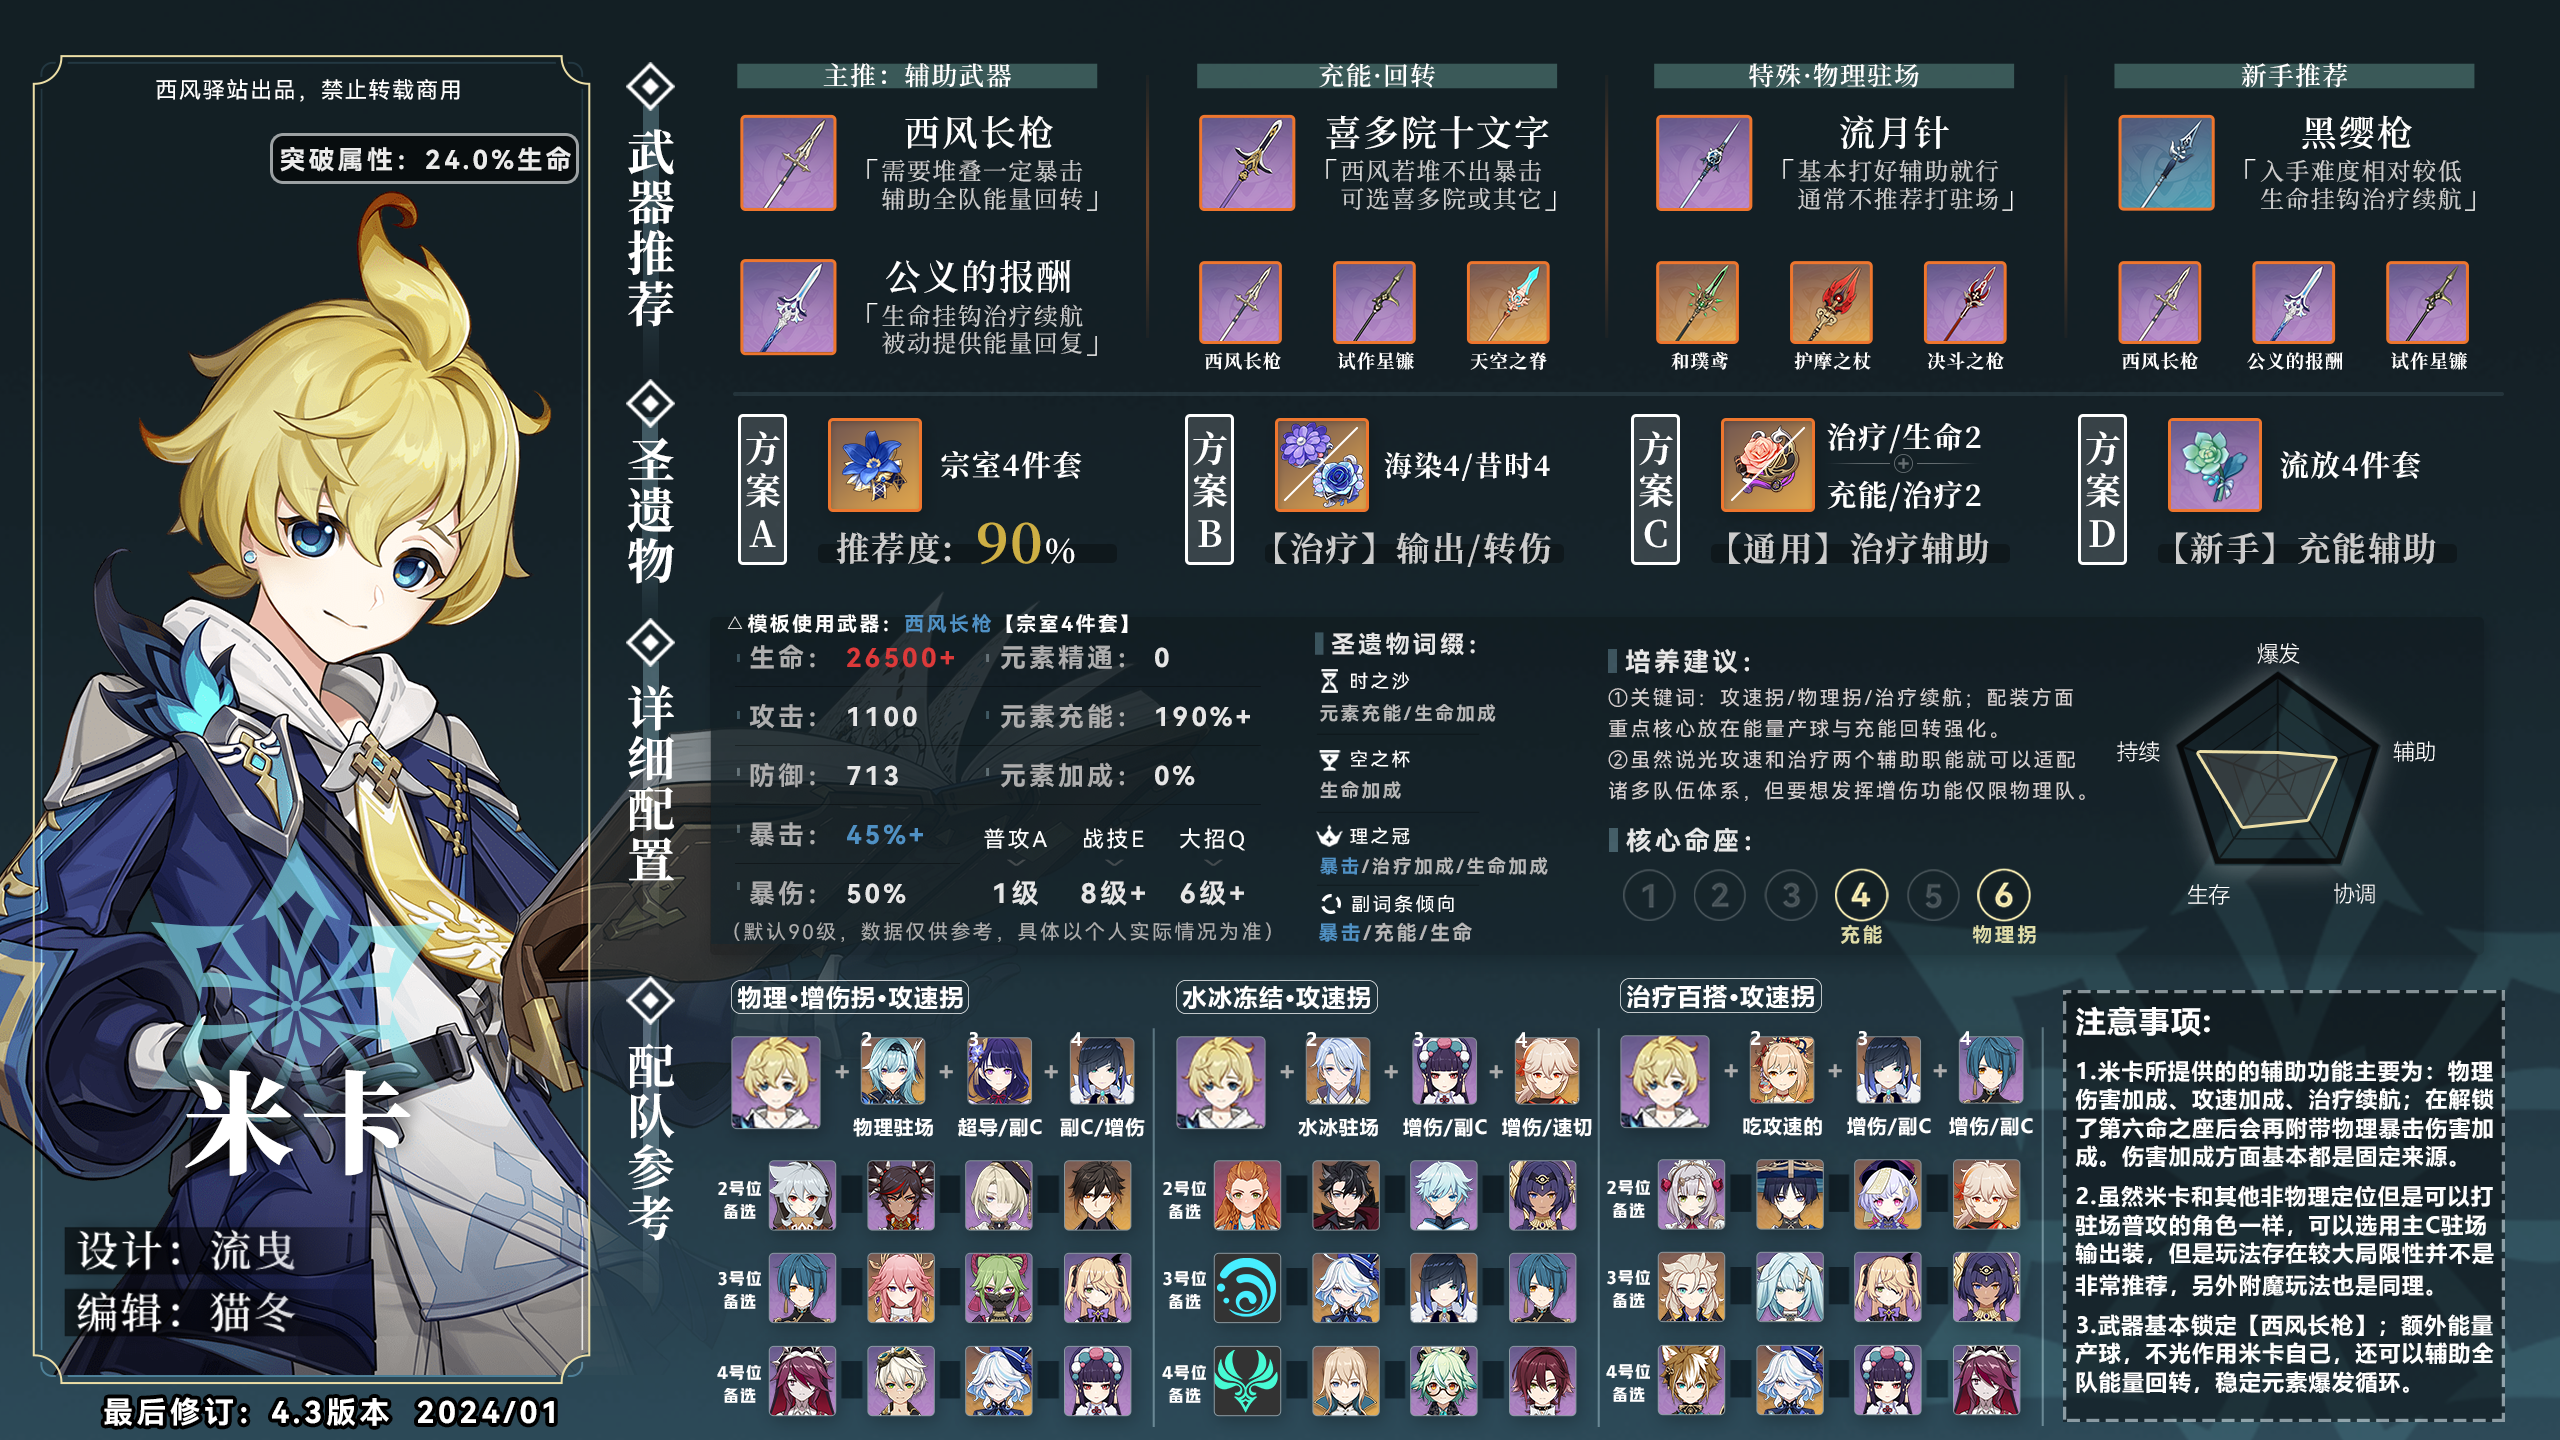 西风驿站出品，禁止转载商用
突破属性：24.0%生命
米卡
设计：流曳
编辑：猫冬
最后修订：4.3版本 2024/01
武器推荐
主推：辅助武器
西风长枪
「需要堆叠一定暴击
辅助全队能量回转」
公义的报酬
「生命挂钩治疗续航
被动提供能量回复」
充能·回转
喜多院十文字
「西风若堆不出暴击
可选喜多院或其它」
西风长枪 试作星镰 天空之脊
特殊·物理驻场
流月针
「基本打好辅助就行
通常不推荐打驻场」
和璞鸢 护摩之杖 决斗之枪
新手推荐
黑缨枪
「入手难度相对较低
生命挂钩治疗续航」
西风长枪 公义的报酬 试作星镰
圣遗物
方案A
宗室4件套
推荐度：90%
方案B
海染4/昔时4
【治疗】输出/转伤
方案C
治疗/生命2
充能/治疗2
【通用】治疗辅助
方案D
流放4件套
【新手】充能辅助
详细配置
△模板使用武器：西风长枪【宗室4件套】
生命：26500+ 元素精通：0
攻击：1100 元素充能：190%+
防御：713 元素加成：0%
暴击：45%+ 普攻A 战技E 大招Q
暴伤：50% 1级 8级+ 6级+
（默认90级，数据仅供参考，具体以个人实际情况为准）
圣遗物词缀：
时之沙
元素充能/生命加成
空之杯
生命加成
理之冠
暴击/治疗加成/生命加成
副词条倾向
暴击/充能/生命
培养建议：
①关键词：攻速拐/物理拐/治疗续航；配装方面
重点核心放在能量产球与充能回转强化。
②虽然说光攻速和治疗两个辅助职能就可以适配
诸多队伍体系，但要想发挥增伤功能仅限物理队。
核心命座：
1 2 3 4 5 6
充能 物理拐
爆发
持续 辅助
生存 协调
配队参考
物理·增伤拐·攻速拐
+ 2 + 3 + 4
物理驻场 超导/副C 副C/增伤
2号位
备选
3号位
备选
4号位
备选
水冰冻结·攻速拐
+ 2 + 3 + 4
水冰驻场 增伤/副C 增伤/速切
2号位
备选
3号位
备选
4号位
备选
治疗百搭·攻速拐
+ 2 + 3 + 4
吃攻速的 增伤/副C 增伤/副C
2号位
备选
3号位
备选
4号位
备选
注意事项:
1.米卡所提供的的辅助功能主要为：物理
伤害加成、攻速加成、治疗续航；在解锁
了第六命之座后会再附带物理暴击伤害加
成。伤害加成方面基本都是固定来源。
2.虽然米卡和其他非物理定位但是可以打
驻场普攻的角色一样，可以选用主C驻场
输出装，但是玩法存在较大局限性并不是
非常推荐，另外附魔玩法也是同理。
3.武器基本锁定【西风长枪】；额外能量
产球，不光作用米卡自己，还可以辅助全
队能量回转，稳定元素爆发循环。